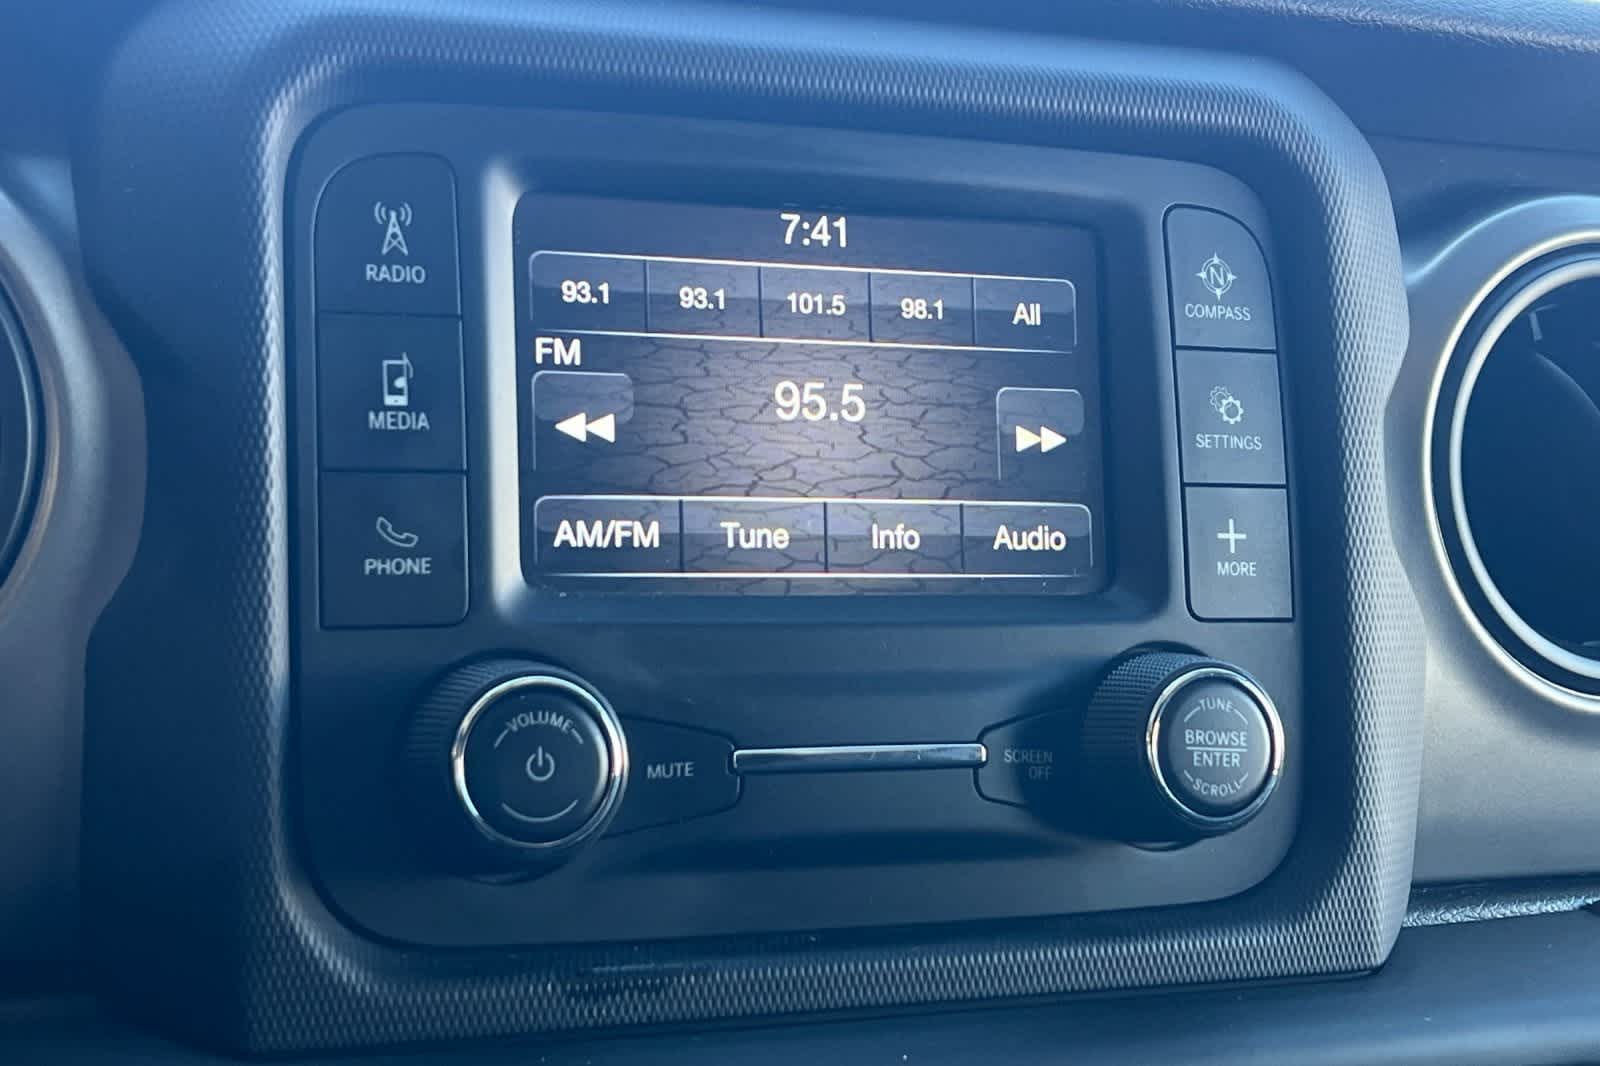 7:41
93.1 93.1 101.5 98.1 All
FM
95.5
AM/FM Tune Info Audio
RADIO
MEDIA
PHONE
N
COMPASS
SETTINGS
MORE
VOLUME
MUTE
SCREEN
OFF
TUNE
BROWSE
ENTER
SCROLL